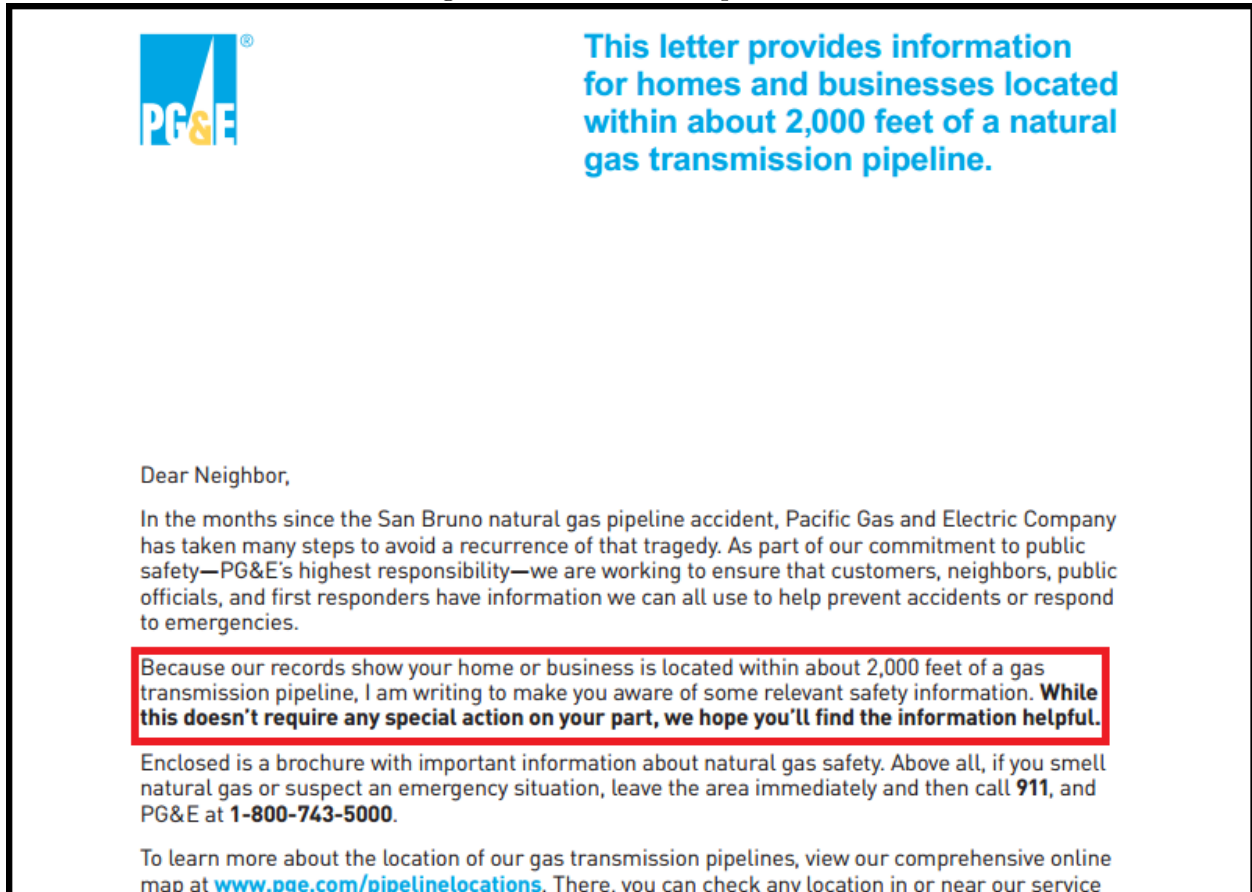 PG&E®
This letter provides information
for homes and businesses located
within about 2,000 feet of a natural
gas transmission pipeline.
Dear Neighbor,
In the months since the San Bruno natural gas pipeline accident, Pacific Gas and Electric Company
has taken many steps to avoid a recurrence of that tragedy. As part of our commitment to public
safety—PG&E's highest responsibility—we are working to ensure that customers, neighbors, public
officials, and first responders have information we can all use to help prevent accidents or respond
to emergencies.
Because our records show your home or business is located within about 2,000 feet of a gas
transmission pipeline, I am writing to make you aware of some relevant safety information. While
this doesn't require any special action on your part, we hope you'll find the information helpful.
Enclosed is a brochure with important information about natural gas safety. Above all, if you smell
natural gas or suspect an emergency situation, leave the area immediately and then call 911, and
PG&E at 1-800-743-5000.
To learn more about the location of our gas transmission pipelines, view our comprehensive online
map at www.pge.com/pipelinelocations. There, you can check any location in or near our service